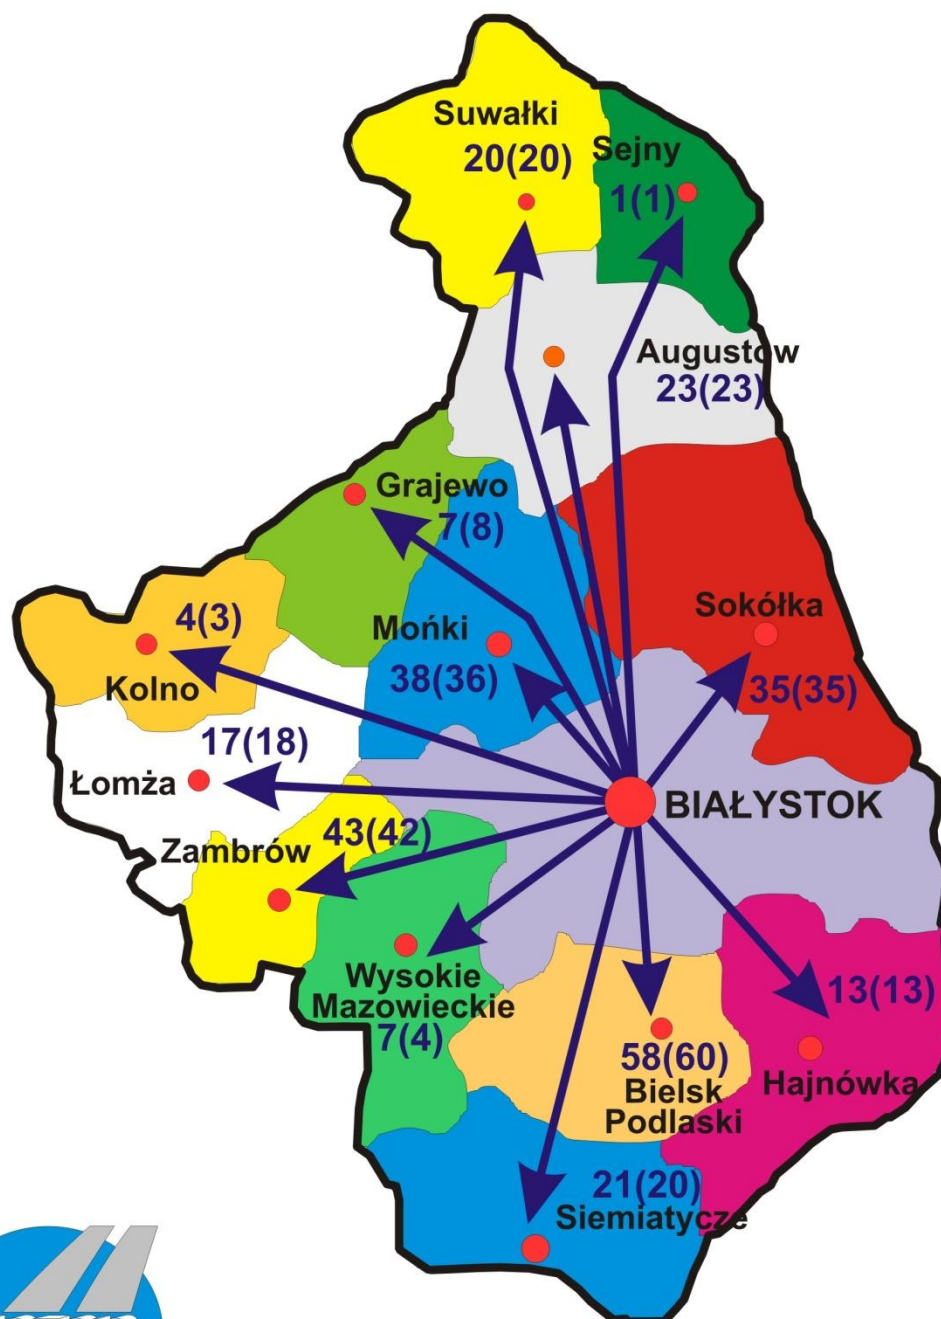 Suwałki
20(20)
Sejny
1(1)
Augustów
23(23)
Grajewo
7(8)
Sokółka
35(35)
Mońki
38(36)
4(3)
Kolno
17(18)
Łomża
BIAŁYSTOK
43(42)
Zambrów
Wysokie
Mazowieckie
7(4)
13(13)
Hajnówka
58(60)
Bielsk
Podlaski
21(20)
Siemiatycze